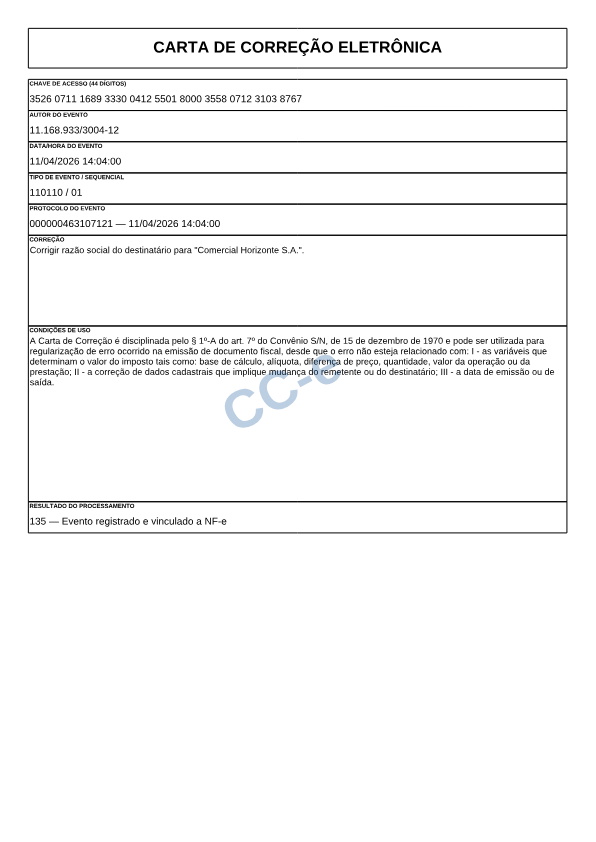 CARTA DE CORREÇÃO ELETRÔNICA
CHAVE DE ACESSO (44 DÍGITOS)
3526 0711 1689 3330 0412 5501 8000 3558 0712 3103 8767
AUTOR DO EVENTO
11.168.933/3004-12
DATA/HORA DO EVENTO
11/04/2026 14:04:00
TIPO DE EVENTO / SEQUENCIAL
110110 / 01
PROTOCOLO DO EVENTO
000000463107121 — 11/04/2026 14:04:00
CORREÇÃO
Corrigir razão social do destinatário para "Comercial Horizonte S.A.".
CONDIÇÕES DE USO
A Carta de Correção é disciplinada pelo § 1º-A do art. 7º do Convênio S/N, de 15 de dezembro de 1970 e pode ser utilizada para
regularização de erro ocorrido na emissão de documento fiscal, desde que o erro não esteja relacionado com: I - as variáveis que
determinam o valor do imposto tais como: base de cálculo, alíquota, diferença de preço, quantidade, valor da operação ou da
prestação; II - a correção de dados cadastrais que implique mudança do remetente ou do destinatário; III - a data de emissão ou de
saída.
CC-e
RESULTADO DO PROCESSAMENTO
135 — Evento registrado e vinculado a NF-e